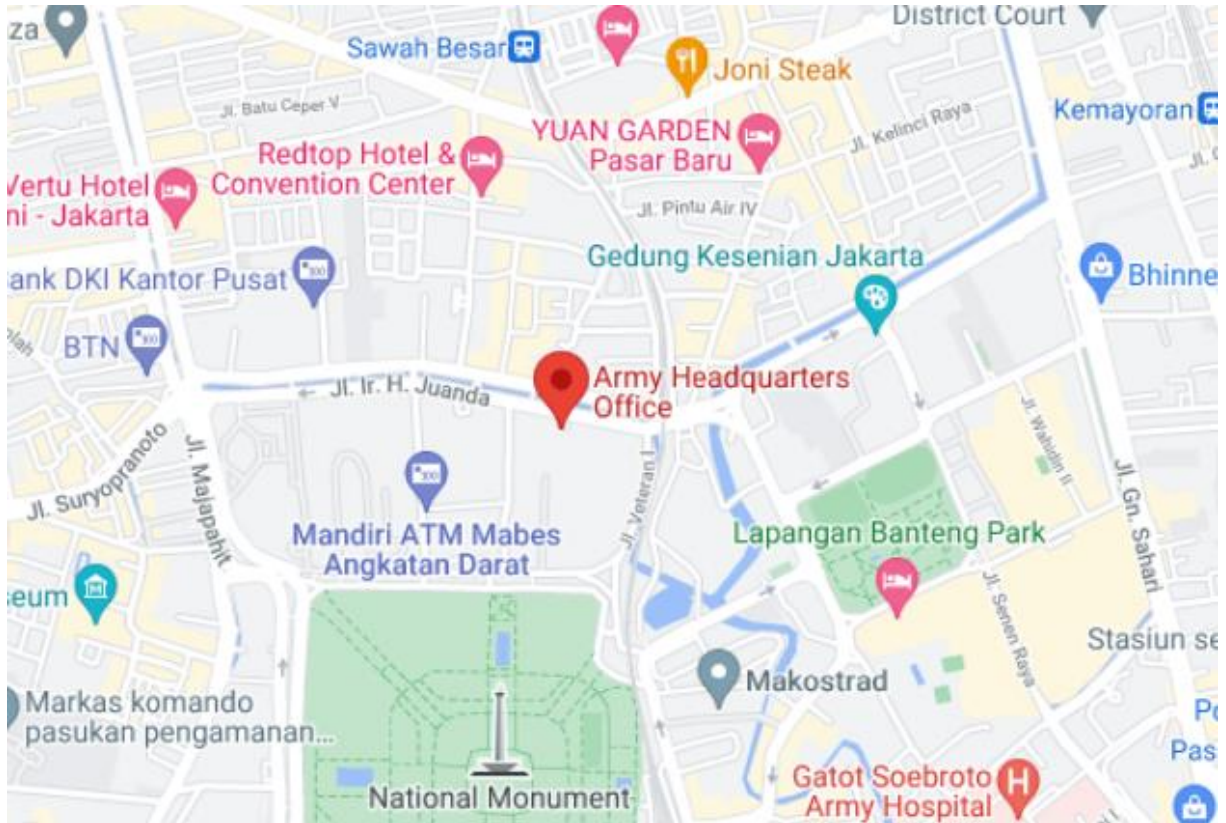 za
District Court
Sawah Besar
Joni Steak
Jl. Batu Ceper V
Kemayoran
YUAN GARDEN
Pasar Baru
Jl. Kelinci Raya
Redtop Hotel &
Convention Center
Vertu Hotel
ni - Jakarta
Jl. Pintu Air IV
Gedung Kesenian Jakarta
ank DKI Kantor Pusat
Bhinne
BTN
Army Headquarters
Office
Jl. Ir. H. Juanda
Jl. Wahidin II
Jl. Suryopranoto
Jl. Majapahit
Jl. Veteran I
Jl. Gn. Sahari
Mandiri ATM Mabes
Angkatan Darat
Lapangan Banteng Park
eum
Jl. Senen Raya
Stasiun se
Makostrad
Markas komando
pasukan pengamanan...
Po
Pas
National Monument
Gatot Soebroto
Army Hospital